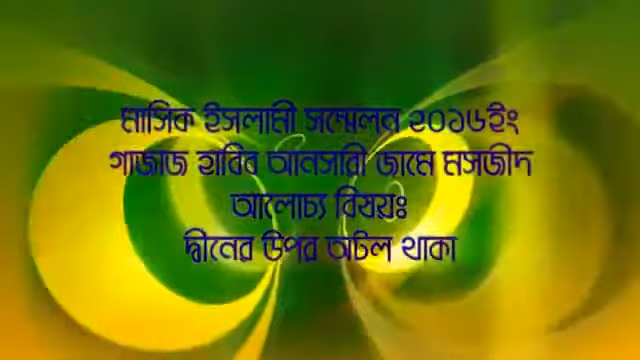 মাসিক ইসলামী সম্মেলন ২০১৬ইং
গাজাজ হাবিব আনসারী জামে মসজীদ
আলোচ্য বিষয়ঃ
দ্বীনের উপর অটল থাকা